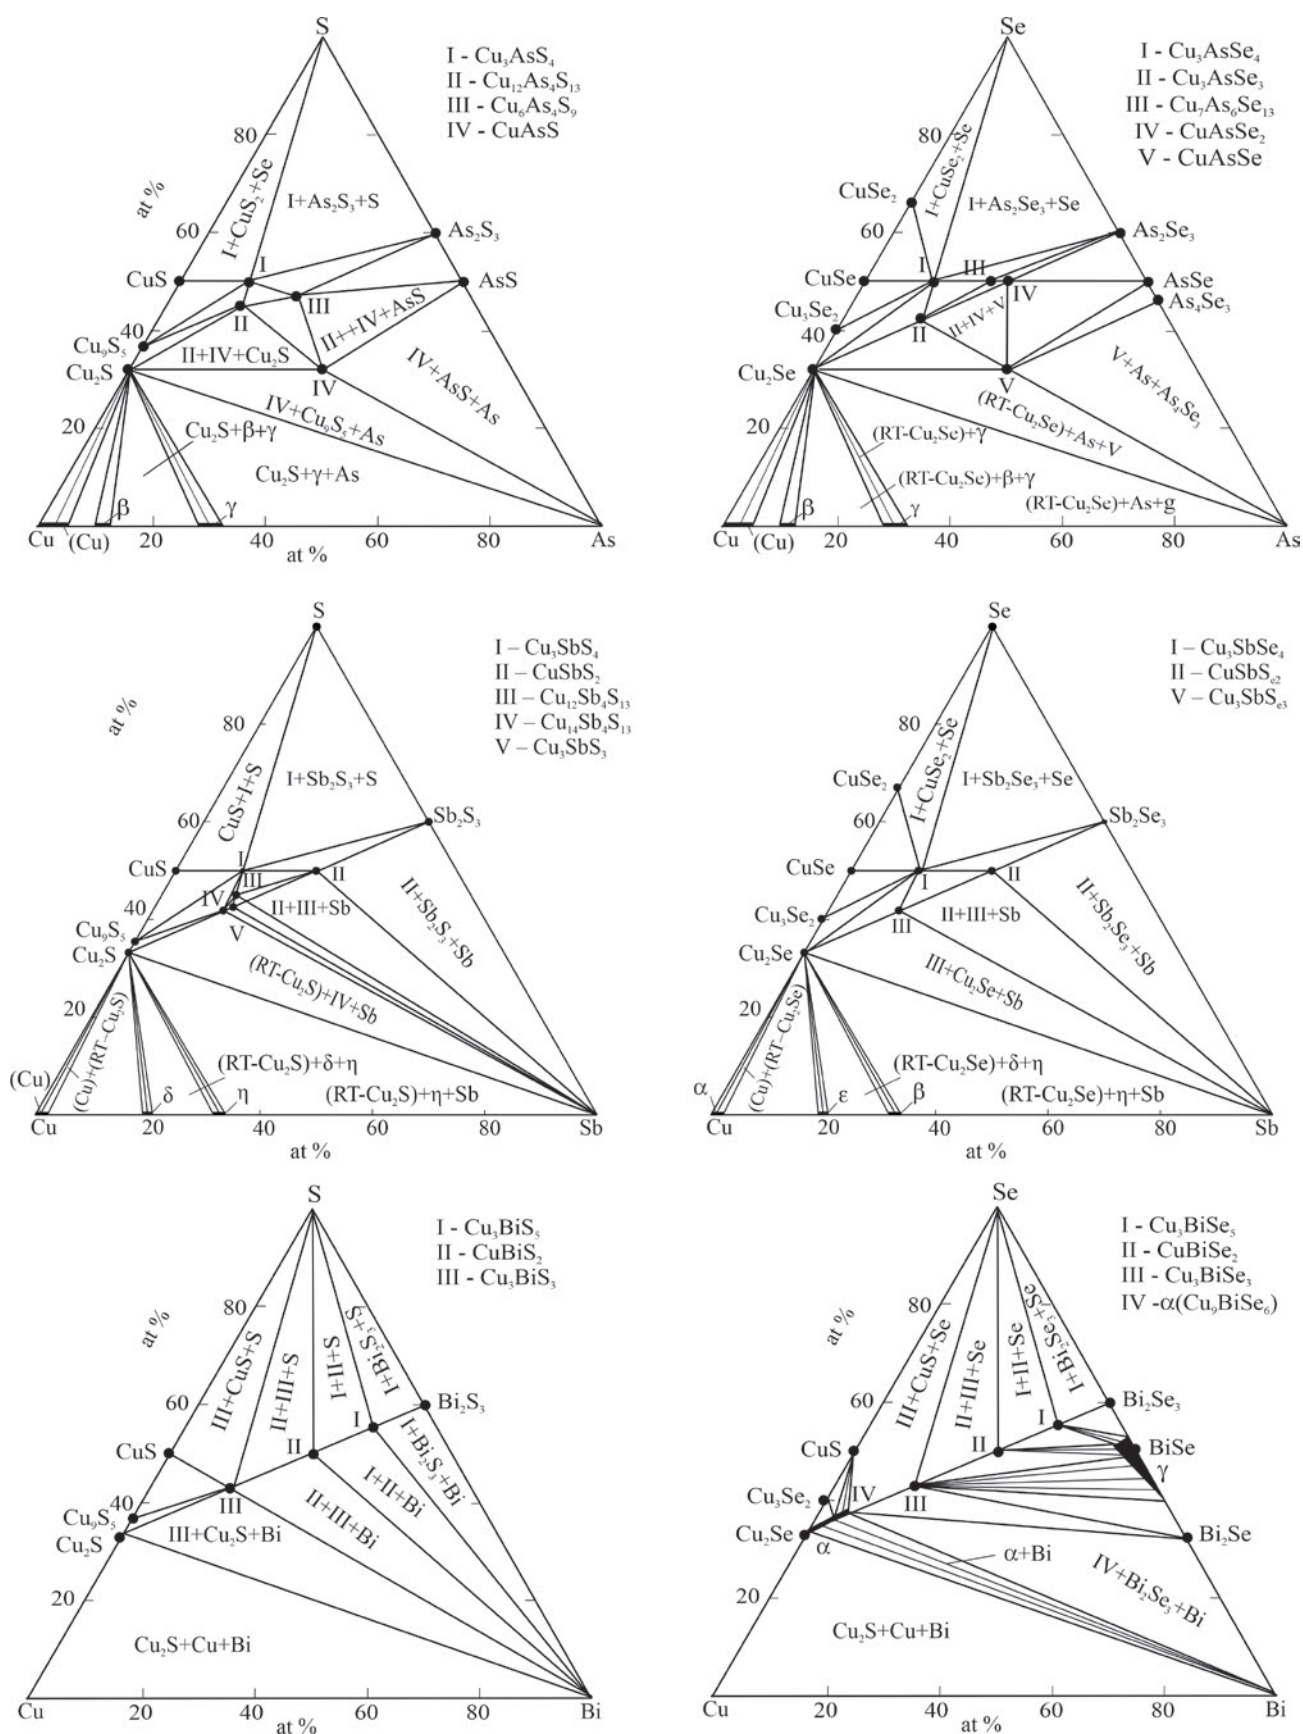 S
I - Cu₃AsS₄
II - Cu₁₂As₄S₁₃
III - Cu₆As₄S₉
IV - CuAsS
80
at %
I+CuS₂+Se
I+As₂S₃+S
60
As₂S₃
CuS
I
AsS
III
II
40
Cu₉S₅
II++IV+AsS
II+IV+Cu₂S
Cu₂S
IV
IV+AsS+As
IV+Cu₉S₅+As
20
Cu₂S+β+γ
Cu₂S+γ+As
β
γ
Cu
(Cu)
20
40
60
80
As
at %
Se
I - Cu₃AsSe₄
II - Cu₃AsSe₃
III - Cu₇As₆Se₁₃
IV - CuAsSe₂
V - CuAsSe
80
at %
CuSe₂
I+CuSe₂+Se
I+As₂Se₃+Se
60
As₂Se₃
CuSe
I
III
IV
AsSe
As₄Se₃
Cu₃Se₂
40
II
II+IV+V
Cu₂Se
V
V+As+As₄Se₃
(RT-Cu₂Se)+As+V
20
(RT-Cu₂Se)+γ
(RT-Cu₂Se)+β+γ
(RT-Cu₂Se)+As+g
β
γ
Cu
(Cu)
20
40
60
80
As
at %
S
I – Cu₃SbS₄
II – CuSbS₂
III – Cu₁₂Sb₄S₁₃
IV – Cu₁₄Sb₄S₁₃
V – Cu₃SbS₃
80
at %
CuS+I+S
I+Sb₂S₃+S
60
Sb₂S₃
CuS
I
III
II
IV
40
V
II+III+Sb
II+Sb₂S₃+Sb
Cu₉S₅
Cu₂S
(RT-Cu₂S)+IV+Sb
20
(Cu)+(RT–Cu₂S)
(RT-Cu₂S)+δ+η
(RT-Cu₂S)+η+Sb
(Cu)
δ
η
Cu
20
40
60
80
Sb
at %
Se
I – Cu₃SbSe₄
II – CuSbSₑ₂
V – Cu₃SbSₑ₃
80
at %
CuSe₂
I+CuSe₂+Se
I+Sb₂Se₃+Se
60
Sb₂Se₃
CuSe
I
II
Cu₃Se₂
40
III
II+III+Sb
II+Sb₂Se₃+Sb
Cu₂Se
III+Cu₂Se+Sb
20
(Cu)+(RT–Cu₂Se)
(RT-Cu₂Se)+δ+η
(RT-Cu₂Se)+η+Sb
α
ε
β
Cu
20
40
60
80
Sb
at %
S
I - Cu₃BiS₅
II - CuBiS₂
III - Cu₃BiS₃
80
at %
III+CuS+S
II+III+S
I+II+S
I+Bi₂S₃+S
60
Bi₂S₃
CuS
II
I
III
40
Cu₉S₅
Cu₂S
III+Cu₂S+Bi
II+III+Bi
I+II+Bi
I+Bi₂S₃+Bi
20
Cu₂S+Cu+Bi
Cu
20
40
60
80
Bi
at %
Se
I - Cu₃BiSe₅
II - CuBiSe₂
III - Cu₃BiSe₃
IV -α(Cu₉BiSe₆)
80
at %
III+CuS+Se
II+III+Se
I+II+Se
I+Bi₂Se₃+Se
60
Bi₂Se₃
CuS
II
I
BiSe
γ
Cu₃Se₂
40
IV
III
Cu₂Se
α
Bi₂Se
α+Bi
IV+Bi₂Se₃+Bi
20
Cu₂S+Cu+Bi
Cu
20
40
60
80
Bi
at %